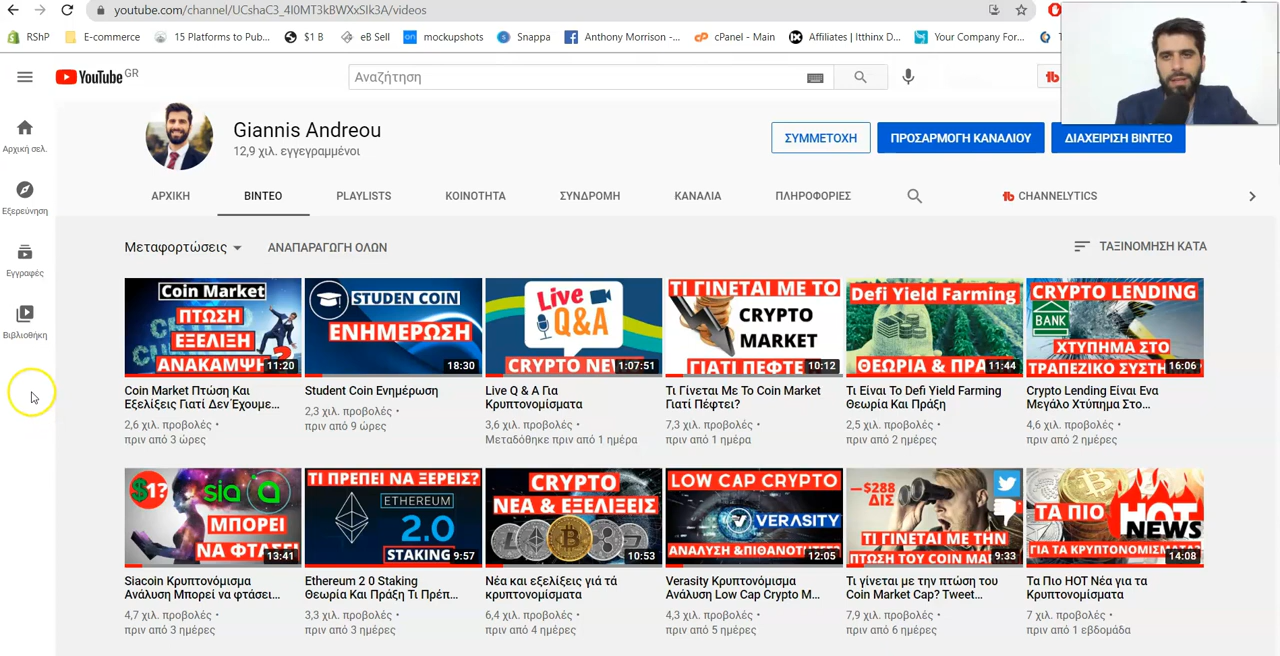 youtube.com/channel/UCshaC3_4I0MT3kBWXxSIk3A/videos
RShP E-commerce 15 Platforms to Pub... $1 B eB Sell mockupshots Snappa Anthony Morrison -... cPanel - Main Affiliates | Itthinx D... Your Company For...
YouTube GR
Αναζήτηση
Giannis Andreou
12,9 χιλ. εγγεγραμμένοι
ΣΥΜΜΕΤΟΧΗ ΠΡΟΣΑΡΜΟΓΗ ΚΑΝΑΛΙΟΥ ΔΙΑΧΕΙΡΙΣΗ ΒΙΝΤΕΟ
Αρχική σελ.
Εξερεύνηση
Εγγραφές
Βιβλιοθήκη
ΑΡΧΙΚΗ ΒΙΝΤΕΟ PLAYLISTS ΚΟΙΝΟΤΗΤΑ ΣΥΝΔΡΟΜΗ ΚΑΝΑΛΙΑ ΠΛΗΡΟΦΟΡΙΕΣ tb CHANNELYTICS
Μεταφορτώσεις ΑΝΑΠΑΡΑΓΩΓΗ ΟΛΩΝ ΤΑΞΙΝΟΜΗΣΗ ΚΑΤΑ
Coin Market
ΠΤΩΣΗ
ΕΞΕΛΙΞΗ
ΑΝΑΚΑΜΨΗ
11:20
Coin Market Πτώση Και
Εξελίξεις Γιατί Δεν Έχουμε...
2,6 χιλ. προβολές •
πριν από 3 ώρες
STUDEN COIN
ΕΝΗΜΕΡΩΣΗ
18:30
Student Coin Ενημέρωση
2,3 χιλ. προβολές •
πριν από 9 ώρες
Live
Q&A
CRYPTO NEW
1:07:51
Live Q & A Για
Κρυπτονομίσματα
3,6 χιλ. προβολές •
Μεταδόθηκε πριν από 1 ημέρα
ΤΙ ΓΙΝΕΤΑΙ ΜΕ ΤΟ
CRYPTO
MARKET
ΓΙΑΤΙ ΠΕΦΤΕ
10:12
Τι Γίνεται Με Το Coin Market
Γιατί Πέφτει?
7,3 χιλ. προβολές •
πριν από 1 ημέρα
Defi Yield Farming
ΘΕΩΡΙΑ & ΠΡΑ
11:44
Τι Είναι Το Defi Yield Farming
Θεωρία Και Πράξη
2,5 χιλ. προβολές •
πριν από 2 ημέρες
CRYPTO LENDING
BANK
ΧΤΥΠΗΜΑ ΣΤΟ
ΤΡΑΠΕΖΙΚΟ ΣΥΣΤΗ
16:06
Crypto Lending Είναι Ενα
Μεγάλο Χτύπημα Στο...
4,6 χιλ. προβολές •
πριν από 2 ημέρες
$1?
sia
ΜΠΟΡΕΙ
ΝΑ ΦΤΑΣΕ
13:41
Siacoin Κρυπτονόμισμα
Ανάλυση Μπορεί να φτάσει...
4,7 χιλ. προβολές •
πριν από 3 ημέρες
ΤΙ ΠΡΕΠΕΙ ΝΑ ΞΕΡΕΙΣ?
ETHEREUM
2.0
STAKING
9:57
Ethereum 2 0 Staking
Θεωρία Και Πράξη Τι Πρέπ...
3,3 χιλ. προβολές •
πριν από 3 ημέρες
CRYPTO
ΝΕΑ & ΕΞΕΛΙΞΕΙΣ
10:53
Νέα και εξελίξεις γιά τά
κρυπτονομίσματα
6,4 χιλ. προβολές •
πριν από 4 ημέρες
LOW CAP CRYPTO
VERASITY
ΑΝΑΛΥΣΗ &ΠΙΘΑΝΟΤΗΤΕΣ
12:05
Verasity Κρυπτονόμισμα
Ανάλυση Low Cap Crypto Μ...
4,3 χιλ. προβολές •
πριν από 5 ημέρες
—$288
ΔΙΣ
ΤΙ ΓΙΝΕΤΑΙ ΜΕ ΤΗΝ
ΠΤΩΣΗ ΤΟΥ COIN MA
9:33
Τι γίνεται με την πτώση του
Coin Market Cap? Tweet...
7,9 χιλ. προβολές •
πριν από 6 ημέρες
ΤΑ ΠΙΟ HOT
NEWS
ΓΙΑ ΤΑ ΚΡΥΠΤΟΝΟΜΙΣΜΑΤΑ
14:08
Τα Πιο HOT Νέα για τα
Κρυπτονομίσματα
7 χιλ. προβολές •
πριν από 1 εβδομάδα